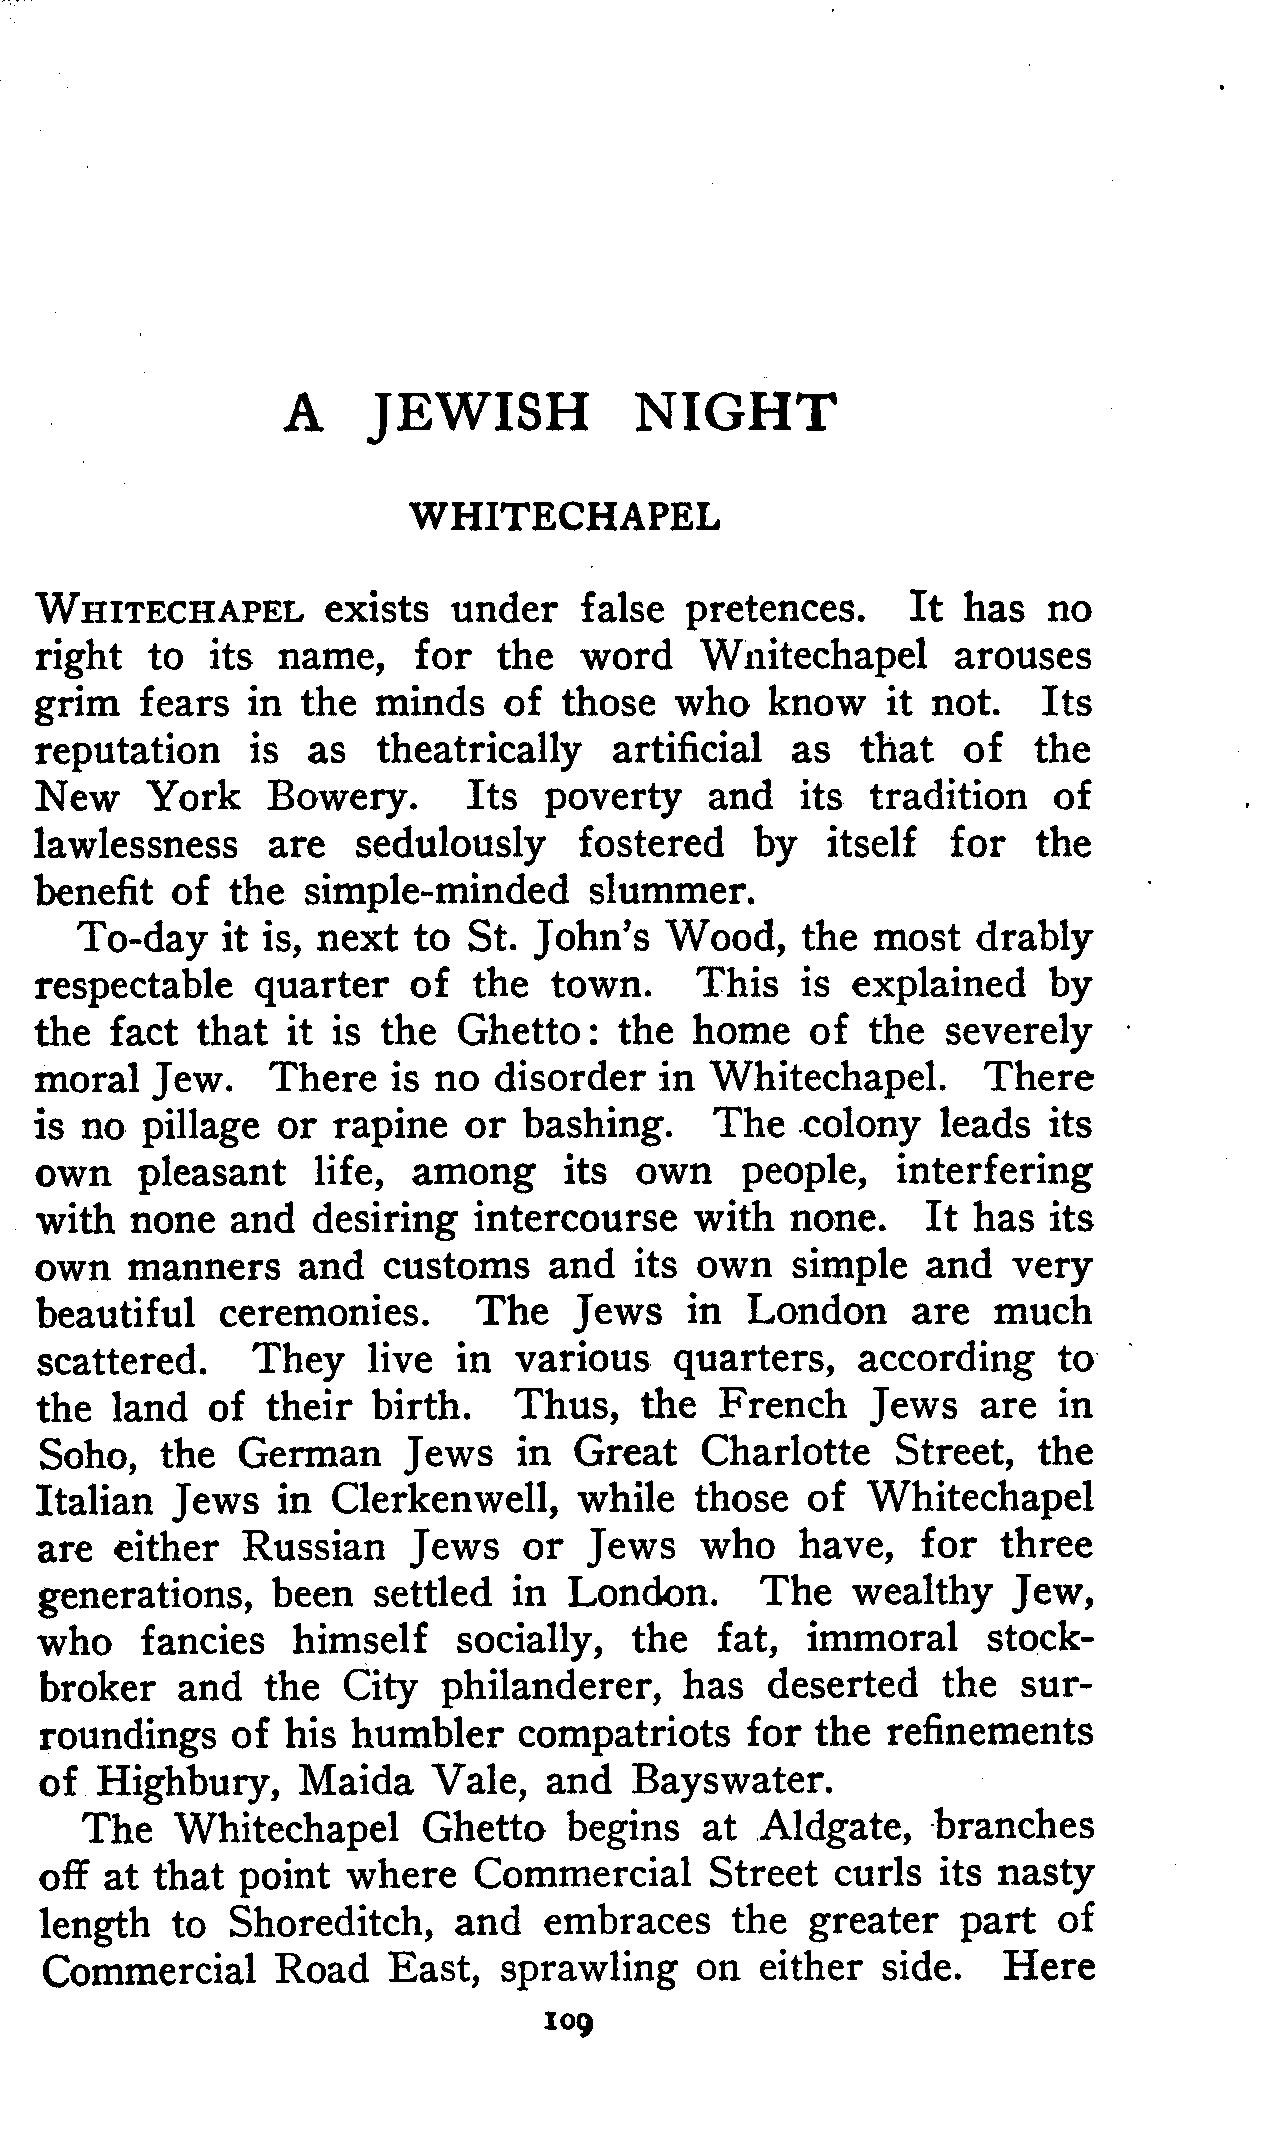 A JEWISH NIGHT
WHITECHAPEL
WHITECHAPEL exists under false pretences. It has no
right to its name, for the word Whitechapel arouses
grim fears in the minds of those who know it not. Its
reputation is as theatrically artificial as that of the
New York Bowery. Its poverty and its tradition of
lawlessness are sedulously fostered by itself for the
benefit of the simple-minded slummer.
To-day it is, next to St. John's Wood, the most drably
respectable quarter of the town. This is explained by
the fact that it is the Ghetto: the home of the severely
moral Jew. There is no disorder in Whitechapel. There
is no pillage or rapine or bashing. The colony leads its
own pleasant life, among its own people, interfering
with none and desiring intercourse with none. It has its
own manners and customs and its own simple and very
beautiful ceremonies. The Jews in London are much
scattered. They live in various quarters, according to
the land of their birth. Thus, the French Jews are in
Soho, the German Jews in Great Charlotte Street, the
Italian Jews in Clerkenwell, while those of Whitechapel
are either Russian Jews or Jews who have, for three
generations, been settled in London. The wealthy Jew,
who fancies himself socially, the fat, immoral stock-
broker and the City philanderer, has deserted the sur-
roundings of his humbler compatriots for the refinements
of Highbury, Maida Vale, and Bayswater.
The Whitechapel Ghetto begins at Aldgate, branches
off at that point where Commercial Street curls its nasty
length to Shoreditch, and embraces the greater part of
Commercial Road East, sprawling on either side. Here
109